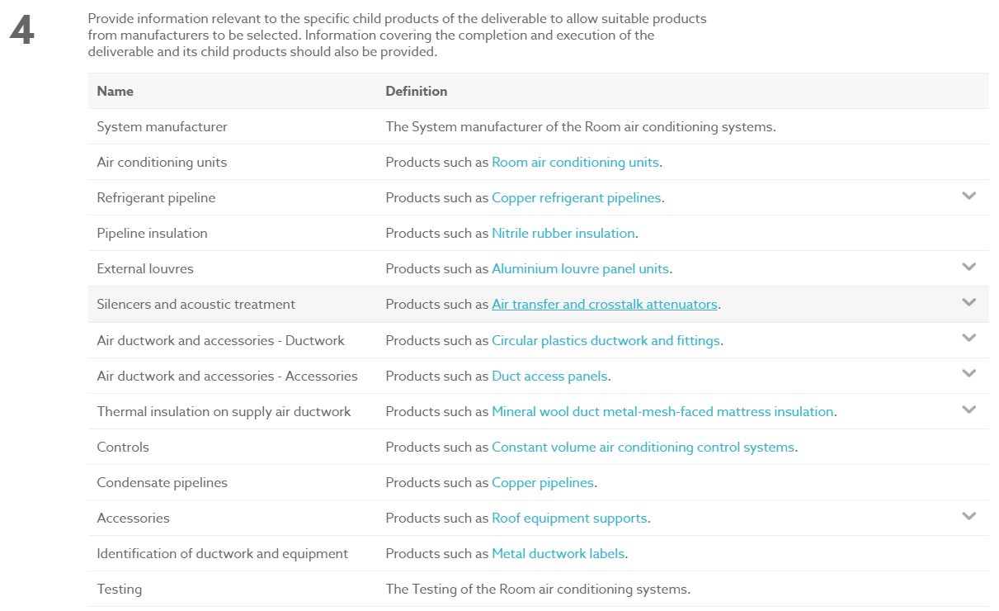 4
Provide information relevant to the specific child products of the deliverable to allow suitable products
from manufacturers to be selected. Information covering the completion and execution of the
deliverable and its child products should also be provided.
Name Definition
System manufacturer The System manufacturer of the Room air conditioning systems.
Air conditioning units Products such as Room air conditioning units.
Refrigerant pipeline Products such as Copper refrigerant pipelines.
Pipeline insulation Products such as Nitrile rubber insulation.
External louvres Products such as Aluminium louvre panel units.
Silencers and acoustic treatment Products such as Air transfer and crosstalk attenuators.
Air ductwork and accessories - Ductwork Products such as Circular plastics ductwork and fittings.
Air ductwork and accessories - Accessories Products such as Duct access panels.
Thermal insulation on supply air ductwork Products such as Mineral wool duct metal-mesh-faced mattress insulation.
Controls Products such as Constant volume air conditioning control systems.
Condensate pipelines Products such as Copper pipelines.
Accessories Products such as Roof equipment supports.
Identification of ductwork and equipment Products such as Metal ductwork labels.
Testing The Testing of the Room air conditioning systems.